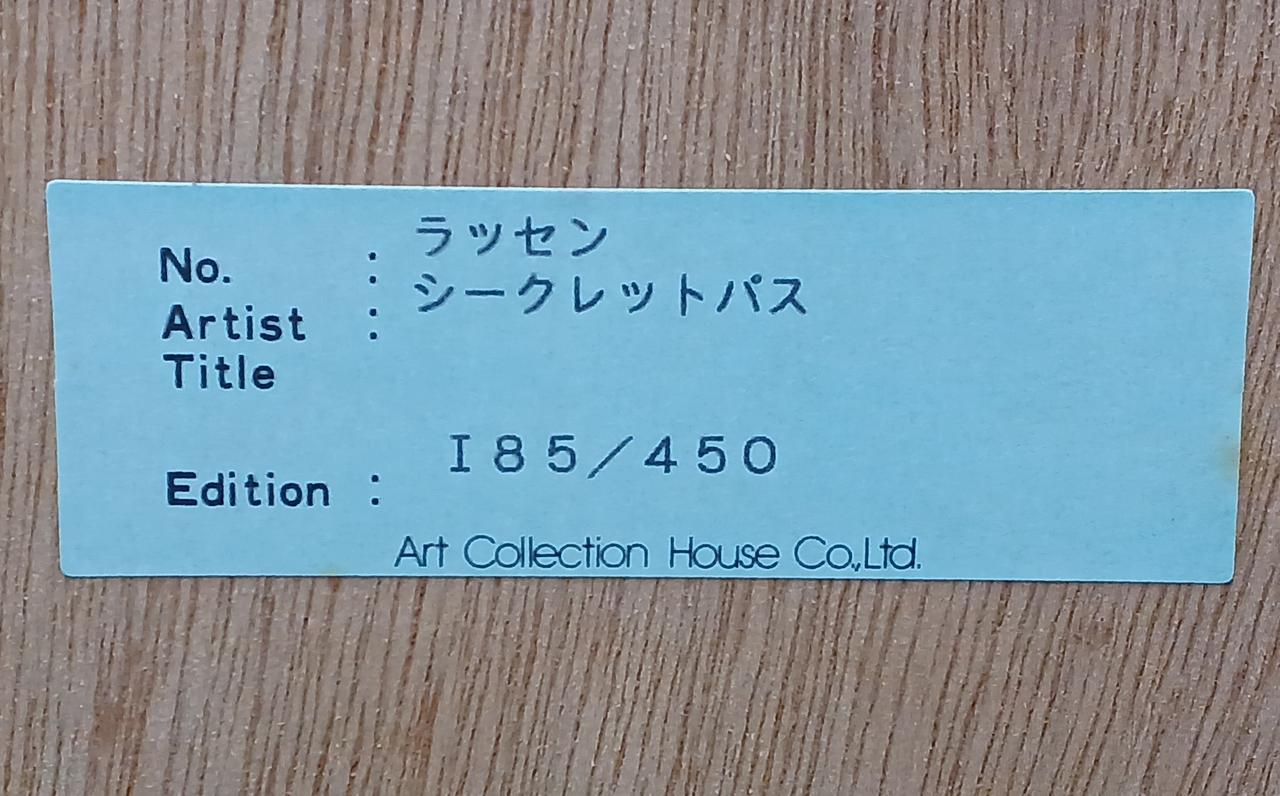 No. : ラッセン
Artist : シークレットパス
Title
Edition : I85/450
Art Collection House Co.,Ltd.